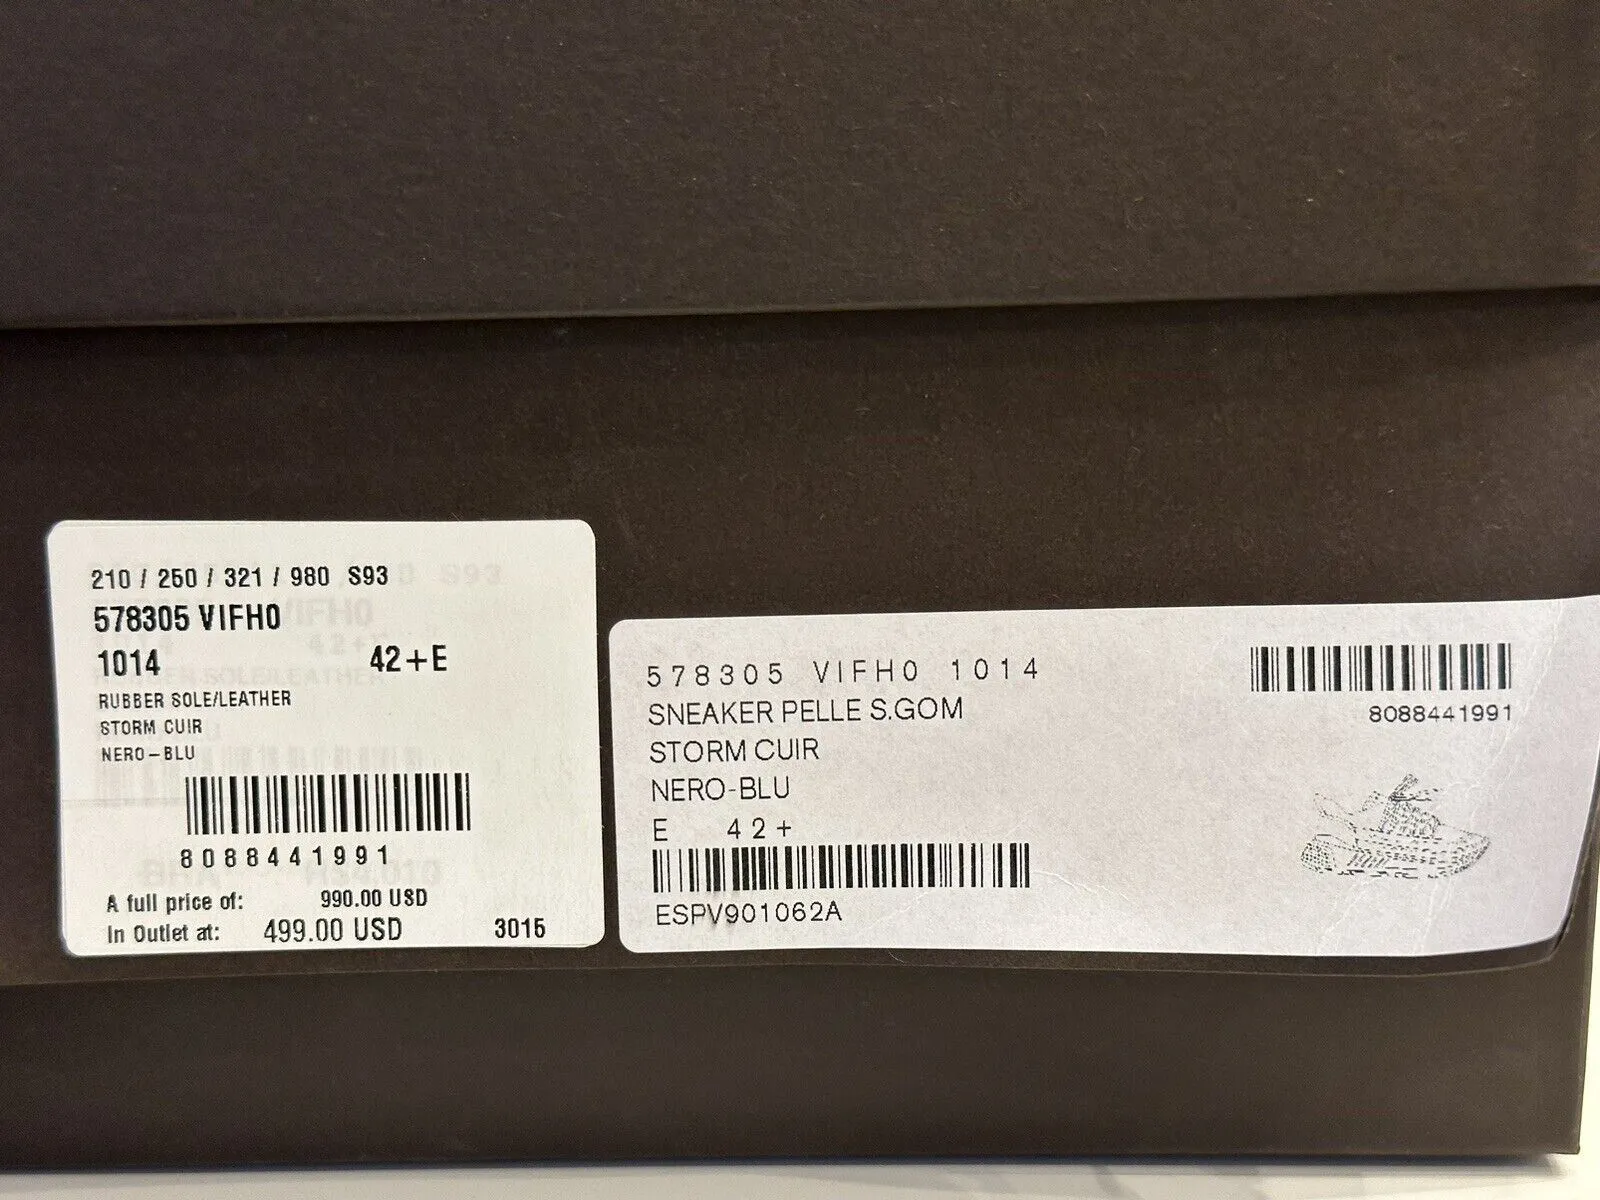 210 / 250 / 321 / 980 S93
578305 VIFH0
1014 42+E
RUBBER SOLE/LEATHER
STORM CUIR
NERO-BLU
8088441991
A full price of: 990.00 USD
In Outlet at: 499.00 USD 3015
578305 VIFH0 1014
SNEAKER PELLE S.GOM
STORM CUIR
NERO-BLU
E 42+
ESPV901062A
8088441991